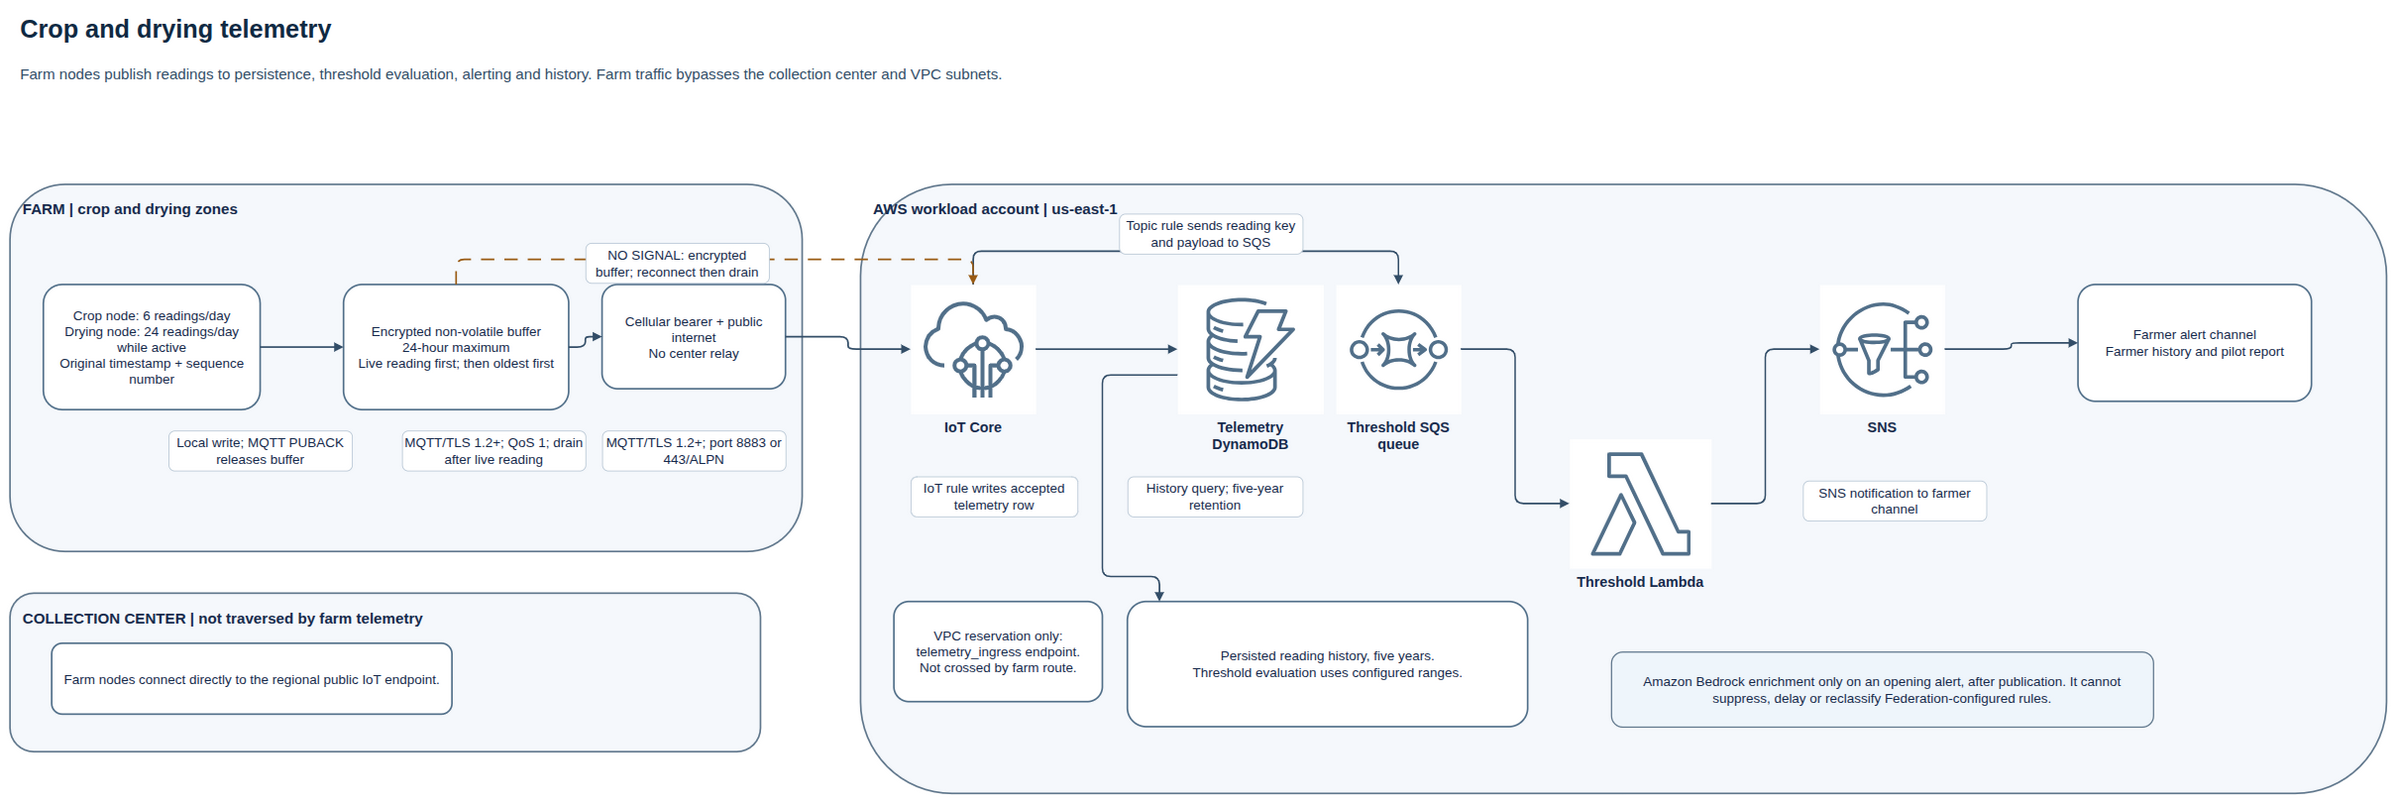 Crop and drying telemetry
Farm nodes publish readings to persistence, threshold evaluation, alerting and history. Farm traffic bypasses the collection center and VPC subnets.
FARM | crop and drying zones
NO SIGNAL: encrypted
buffer; reconnect then drain
Crop node: 6 readings/day
Drying node: 24 readings/day
while active
Original timestamp + sequence
number
Encrypted non-volatile buffer
24-hour maximum
Live reading first; then oldest first
Cellular bearer + public
internet
No center relay
Local write; MQTT PUBACK
releases buffer
MQTT/TLS 1.2+; QoS 1; drain
after live reading
MQTT/TLS 1.2+; port 8883 or
443/ALPN
COLLECTION CENTER | not traversed by farm telemetry
Farm nodes connect directly to the regional public IoT endpoint.
AWS workload account | us-east-1
Topic rule sends reading key
and payload to SQS
IoT Core
Telemetry
DynamoDB
Threshold SQS
queue
Threshold Lambda
SNS
Farmer alert channel
Farmer history and pilot report
IoT rule writes accepted
telemetry row
History query; five-year
retention
SNS notification to farmer
channel
VPC reservation only:
telemetry_ingress endpoint.
Not crossed by farm route.
Persisted reading history, five years.
Threshold evaluation uses configured ranges.
Amazon Bedrock enrichment only on an opening alert, after publication. It cannot
suppress, delay or reclassify Federation-configured rules.